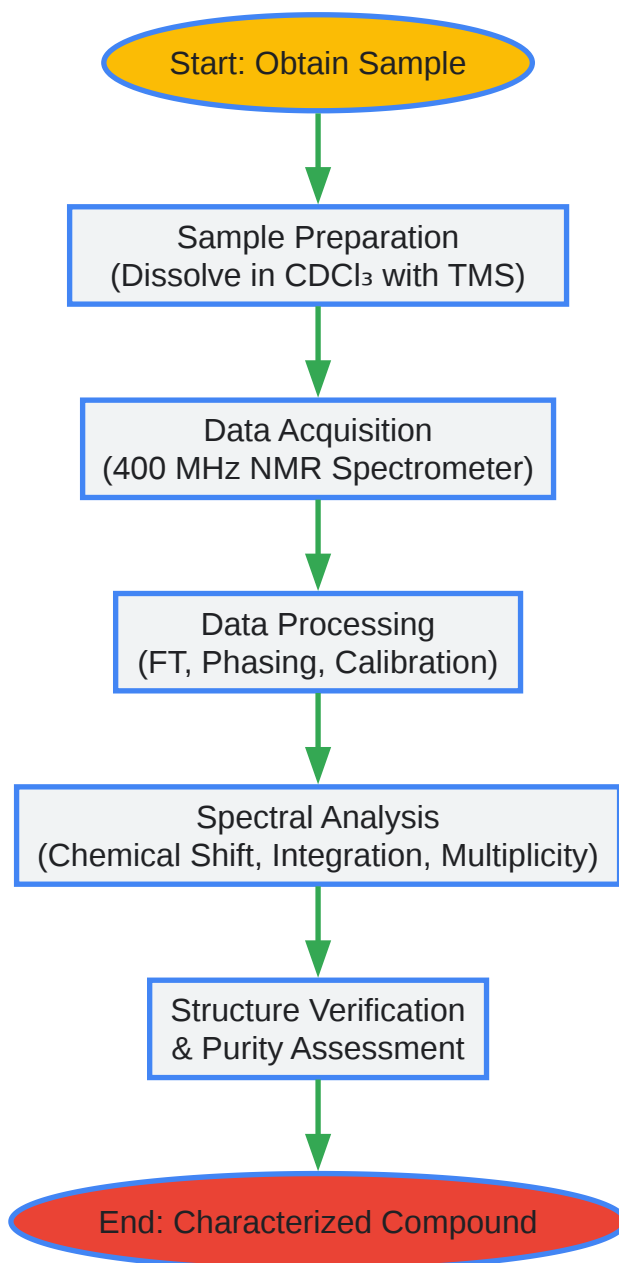 Start: Obtain Sample
Sample Preparation
(Dissolve in CDCl₃ with TMS)
Data Acquisition
(400 MHz NMR Spectrometer)
Data Processing
(FT, Phasing, Calibration)
Spectral Analysis
(Chemical Shift, Integration, Multiplicity)
Structure Verification
& Purity Assessment
End: Characterized Compound